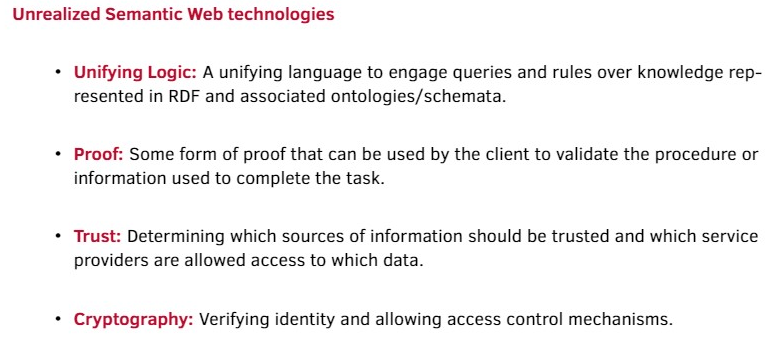 Unrealized Semantic Web technologies
• Unifying Logic: A unifying language to engage queries and rules over knowledge rep-
resented in RDF and associated ontologies/schemata.
• Proof: Some form of proof that can be used by the client to validate the procedure or
information used to complete the task.
• Trust: Determining which sources of information should be trusted and which service
providers are allowed access to which data.
• Cryptography: Verifying identity and allowing access control mechanisms.